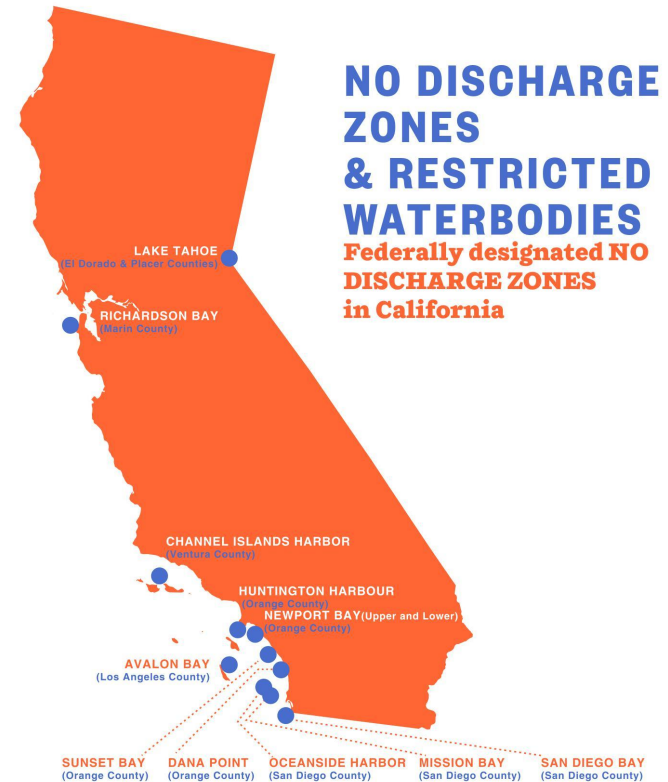 NO DISCHARGE
ZONES
& RESTRICTED
WATERBODIES
Federally designated NO
DISCHARGE ZONES
in California
LAKE TAHOE
(El Dorado & Placer Counties)
RICHARDSON BAY
(Marin County)
CHANNEL ISLANDS HARBOR
(Ventura County)
HUNTINGTON HARBOUR
(Orange County)
NEWPORT BAY(Upper and Lower)
(Orange County)
AVALON BAY
(Los Angeles County)
SUNSET BAY
(Orange County)
DANA POINT
(Orange County)
OCEANSIDE HARBOR
(San Diego County)
MISSION BAY
(San Diego County)
SAN DIEGO BAY
(San Diego County)